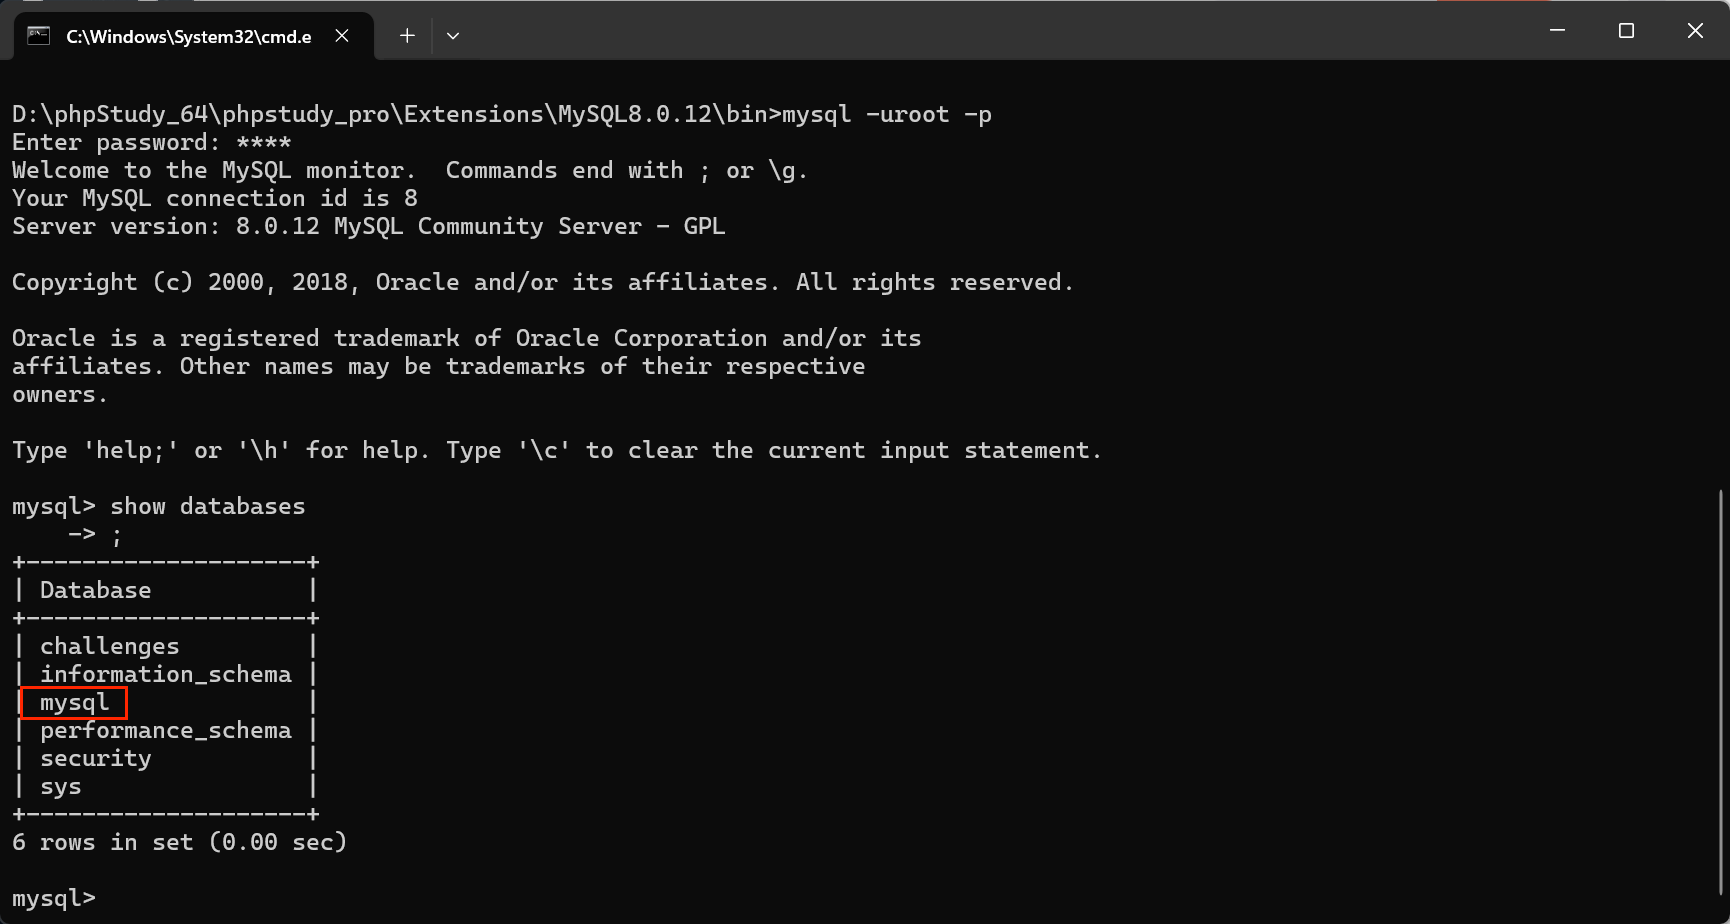 C:\Windows\System32\cmd.e
D:\phpStudy_64\phpstudy_pro\Extensions\MySQL8.0.12\bin>mysql -uroot -p
Enter password: ****
Welcome to the MySQL monitor.  Commands end with ; or \g.
Your MySQL connection id is 8
Server version: 8.0.12 MySQL Community Server - GPL
Copyright (c) 2000, 2018, Oracle and/or its affiliates. All rights reserved.
Oracle is a registered trademark of Oracle Corporation and/or its
affiliates. Other names may be trademarks of their respective
owners.
Type 'help;' or '\h' for help. Type '\c' to clear the current input statement.
mysql> show databases
    -> ;
+--------------------+
| Database           |
+--------------------+
| challenges         |
| information_schema |
| mysql              |
| performance_schema |
| security           |
| sys                |
+--------------------+
6 rows in set (0.00 sec)
mysql>